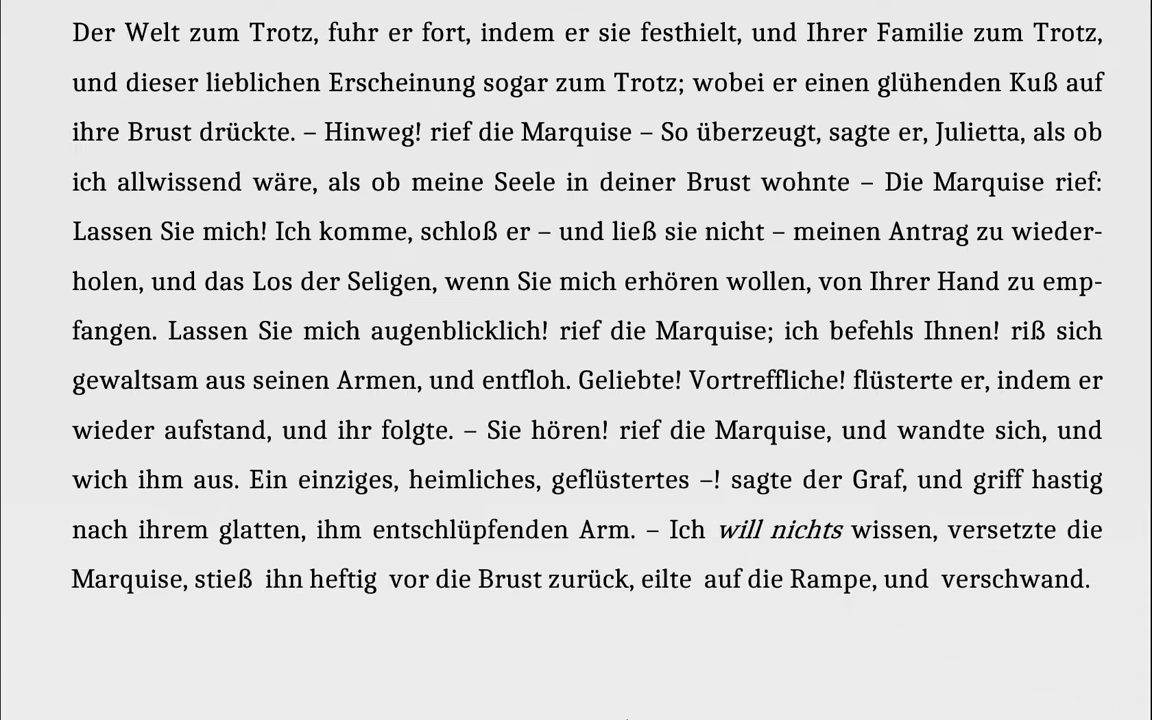 Der Welt zum Trotz, fuhr er fort, indem er sie festhielt, und Ihrer Familie zum Trotz,
und dieser lieblichen Erscheinung sogar zum Trotz; wobei er einen glühenden Kuß auf
ihre Brust drückte. – Hinweg! rief die Marquise – So überzeugt, sagte er, Julietta, als ob
ich allwissend wäre, als ob meine Seele in deiner Brust wohnte – Die Marquise rief:
Lassen Sie mich! Ich komme, schloß er – und ließ sie nicht – meinen Antrag zu wieder-
holen, und das Los der Seligen, wenn Sie mich erhören wollen, von Ihrer Hand zu emp-
fangen. Lassen Sie mich augenblicklich! rief die Marquise; ich befehls Ihnen! riß sich
gewaltsam aus seinen Armen, und entfloh. Geliebte! Vortreffliche! flüsterte er, indem er
wieder aufstand, und ihr folgte. – Sie hören! rief die Marquise, und wandte sich, und
wich ihm aus. Ein einziges, heimliches, geflüstertes –! sagte der Graf, und griff hastig
nach ihrem glatten, ihm entschlüpfenden Arm. – Ich will nichts wissen, versetzte die
Marquise, stieß ihn heftig vor die Brust zurück, eilte auf die Rampe, und verschwand.